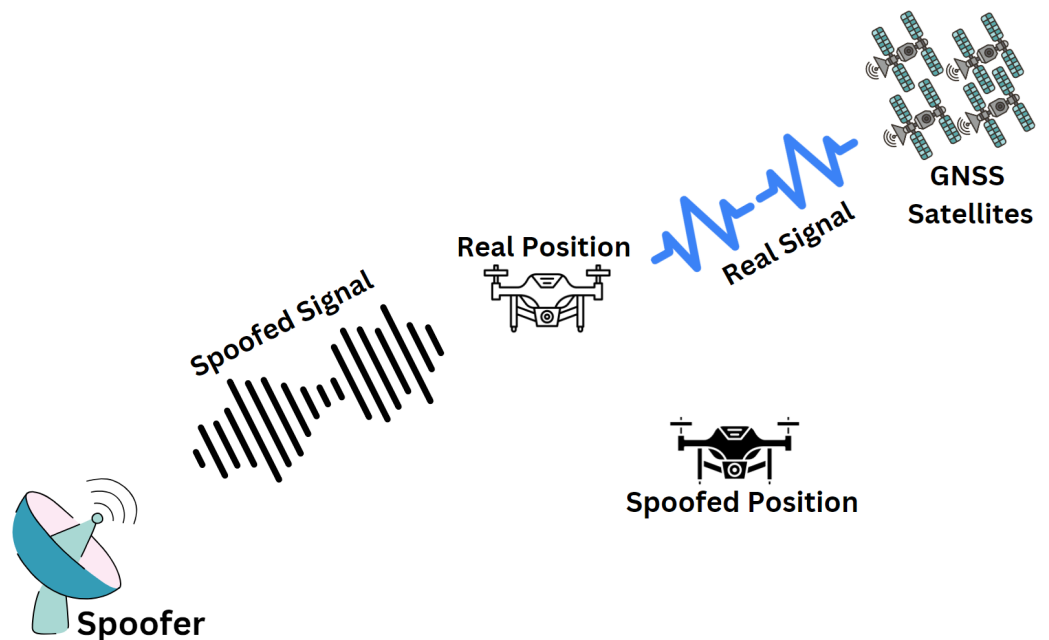 GNSS
Satellites
Real Position
Real Signal
Spoofed Signal
Spoofed Position
Spoofer